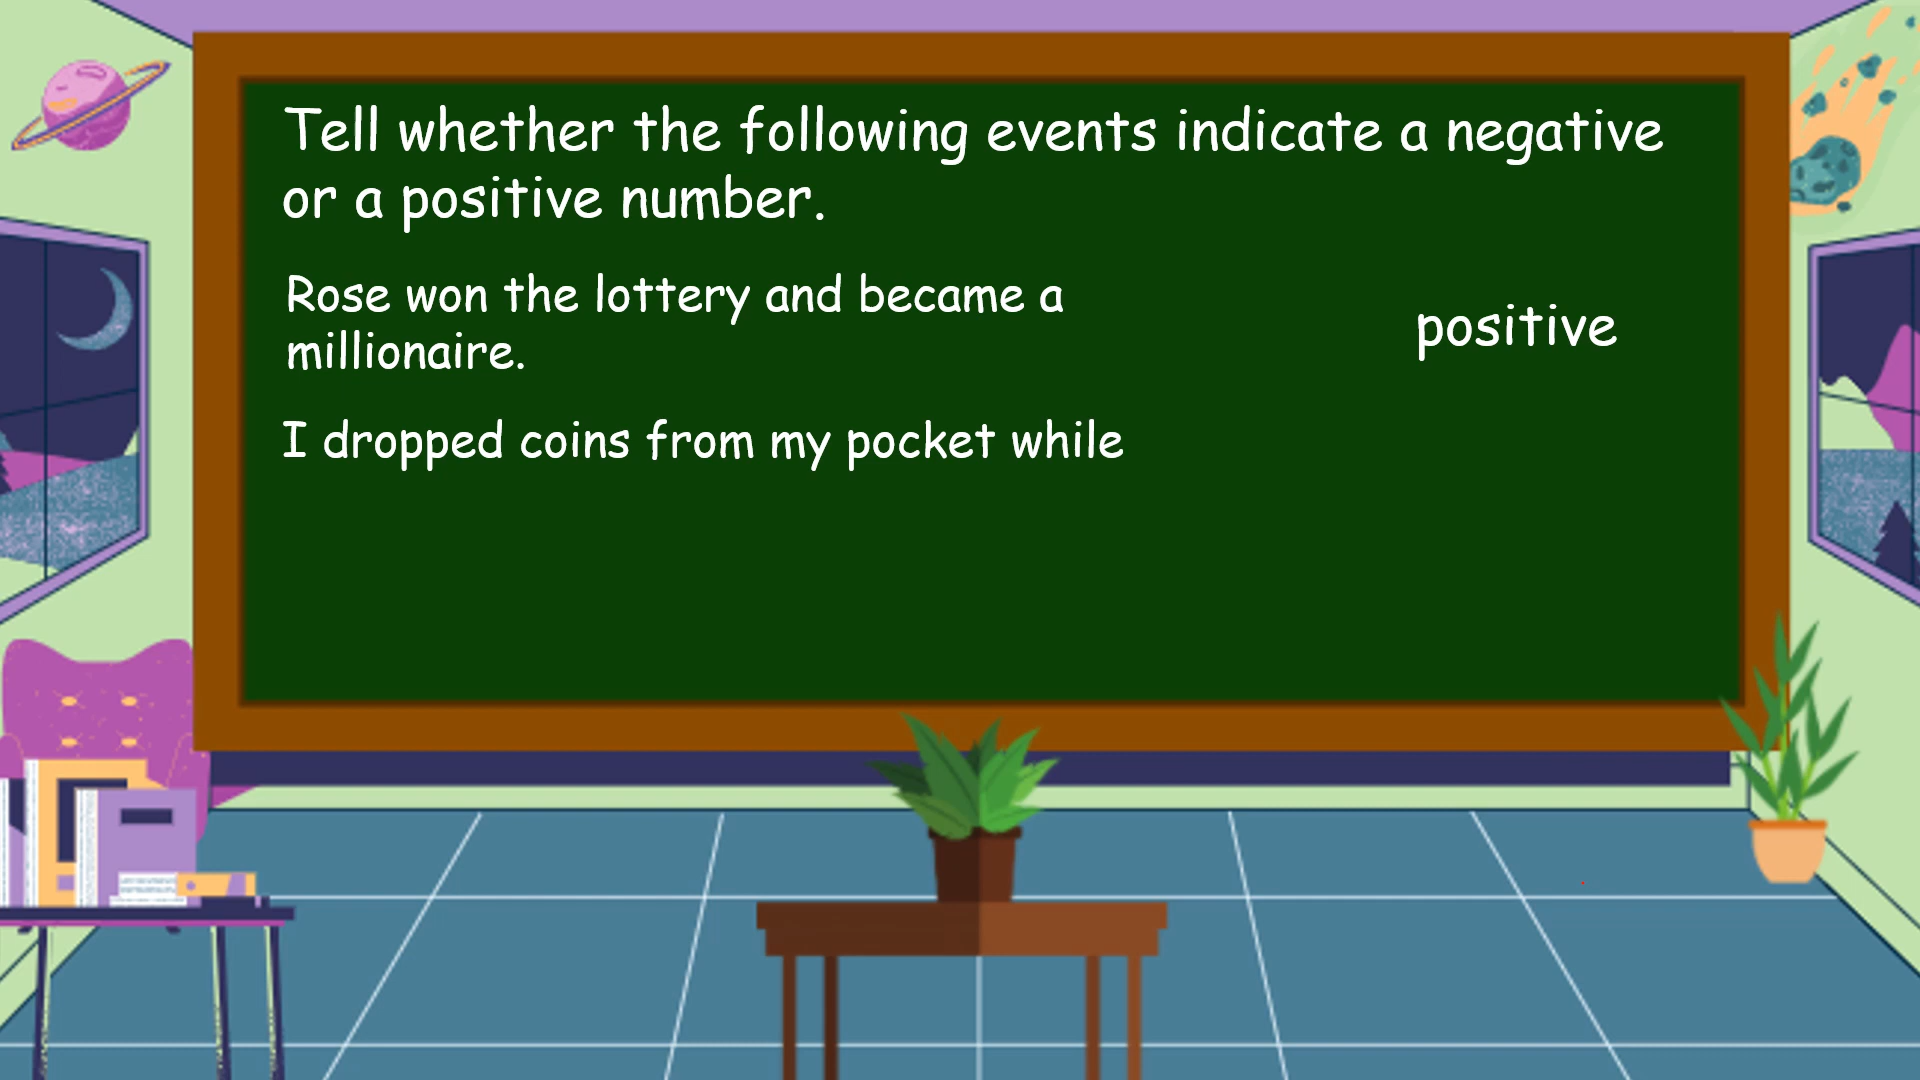 Tell whether the following events indicate a negative
or a positive number.
Rose won the lottery and became a
millionaire.
positive
I dropped coins from my pocket while